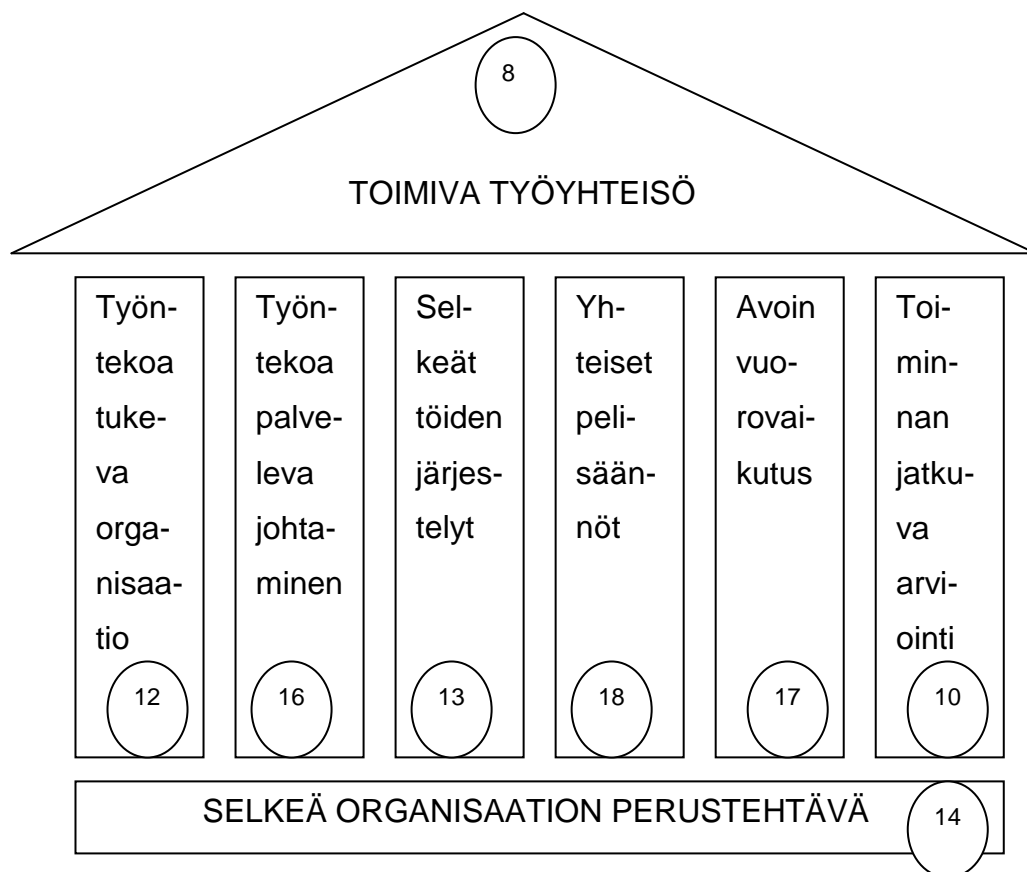 8
TOIMIVA TYÖYHTEISÖ
Työn-
tekoa
tuke-
va
orga-
nisaa-
tio
12
Työn-
tekoa
palve-
leva
johta-
minen
16
Sel-
keät
töiden
järjes-
telyt
13
Yh-
teiset
peli-
sään-
nöt
18
Avoin
vuo-
rovai-
kutus
17
Toi-
min-
nan
jatku-
va
arvi-
ointi
10
SELKEÄ ORGANISAATION PERUSTEHTÄVÄ
14